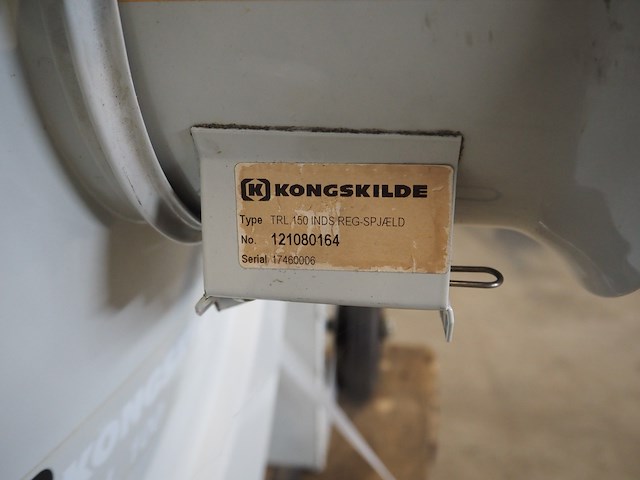 KONGSKILDE
Type TRL 150 INDS REG-SPJÆLD
No. 121080164
Serial 17460006